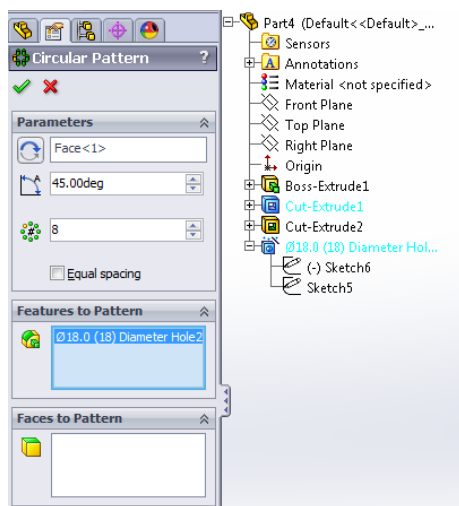 Circular Pattern ?
Parameters
Face<1>
45.00deg
8
Equal spacing
Features to Pattern
Ø18.0 (18) Diameter Hole2
Faces to Pattern
Part4 (Default<<Default>_...
Sensors
Annotations
Material <not specified>
Front Plane
Top Plane
Right Plane
Origin
Boss-Extrude1
Cut-Extrude1
Cut-Extrude2
Ø18.0 (18) Diameter Hol...
(-) Sketch6
Sketch5